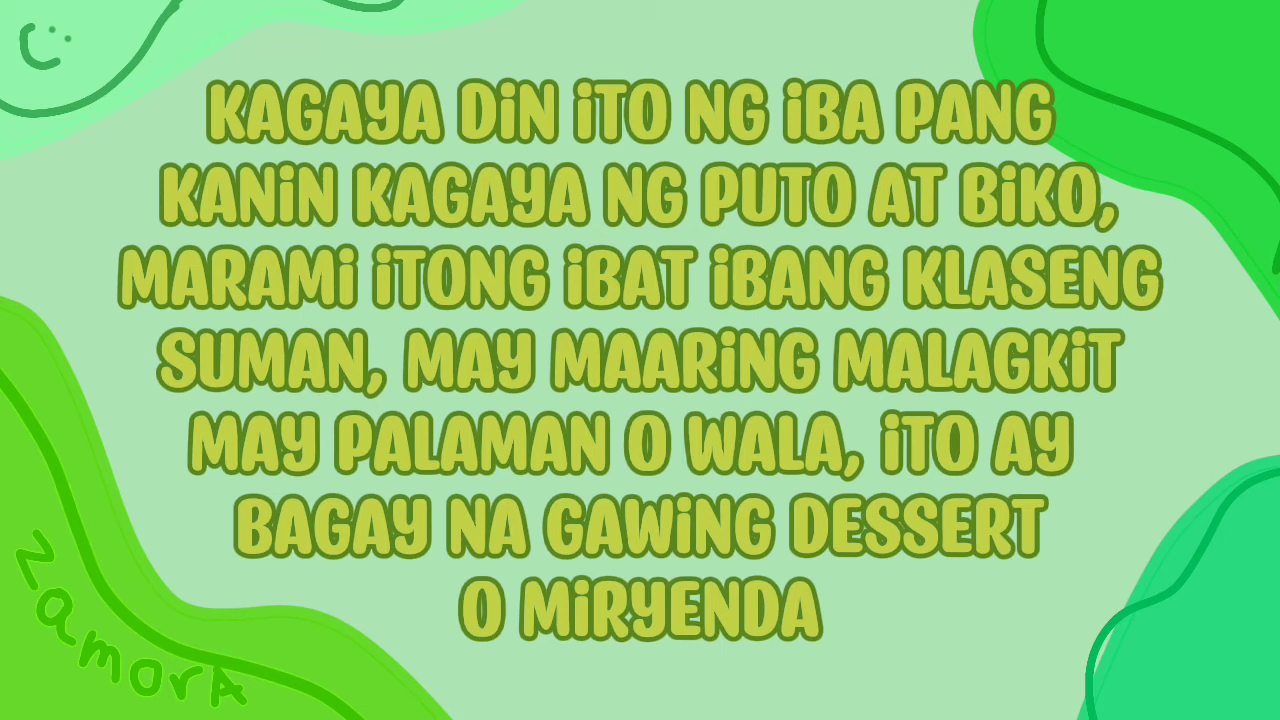 KAGAYA DiN iTO NG iBA PANG
KANiN KAGAYA NG PUTO AT BiKO,
MARAMi iTONG iBAT iBANG KLASENG
SUMAN, MAY MAARiNG MALAGKiT
MAY PALAMAN O WALA, iTO AY
BAGAY NA GAWiNG DESSERT
O MiRYENDA
zamorA